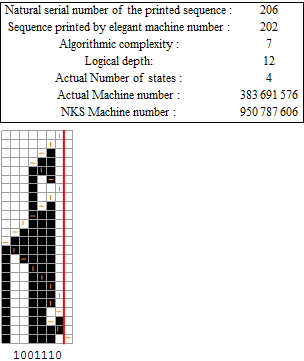 Natural serial number of the printed sequence : 206
Sequence printed by elegant machine number : 202
Algorithmic complexity : 7
Logical depth: 12
Actual Number of states : 4
Actual Machine number : 383 691 576
NKS Machine number : 950 787 606
1001110